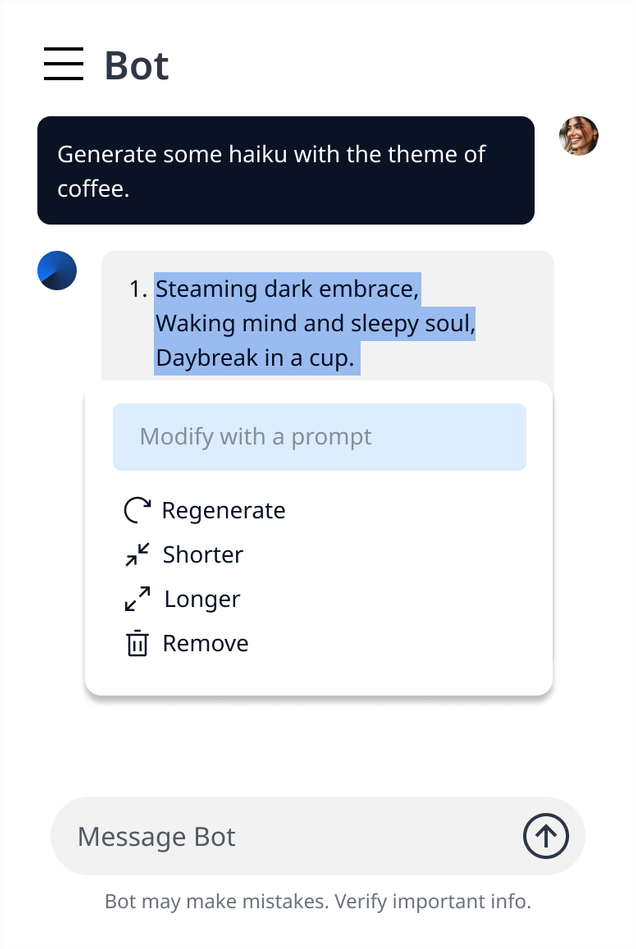 Bot
Generate some haiku with the theme of
coffee.
1. Steaming dark embrace,
Waking mind and sleepy soul,
Daybreak in a cup.
Modify with a prompt
Regenerate
Shorter
Longer
Remove
Message Bot
Bot may make mistakes. Verify important info.